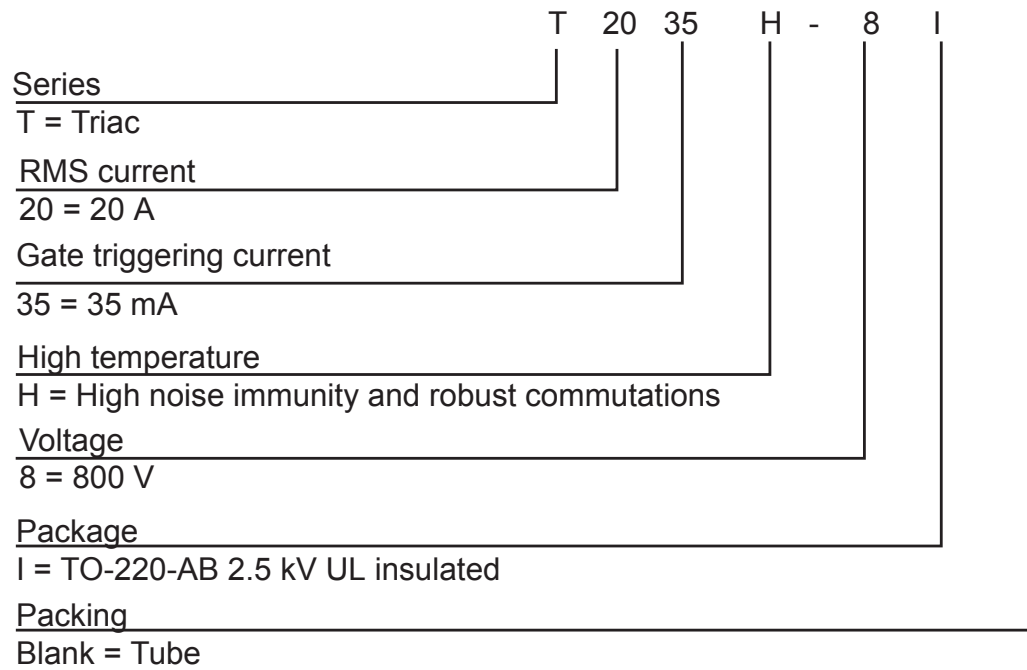 T 20 35 H - 8 I
Series
T = Triac
RMS current
20 = 20 A
Gate triggering current
35 = 35 mA
High temperature
H = High noise immunity and robust commutations
Voltage
8 = 800 V
Package
I = TO-220-AB 2.5 kV UL insulated
Packing
Blank = Tube